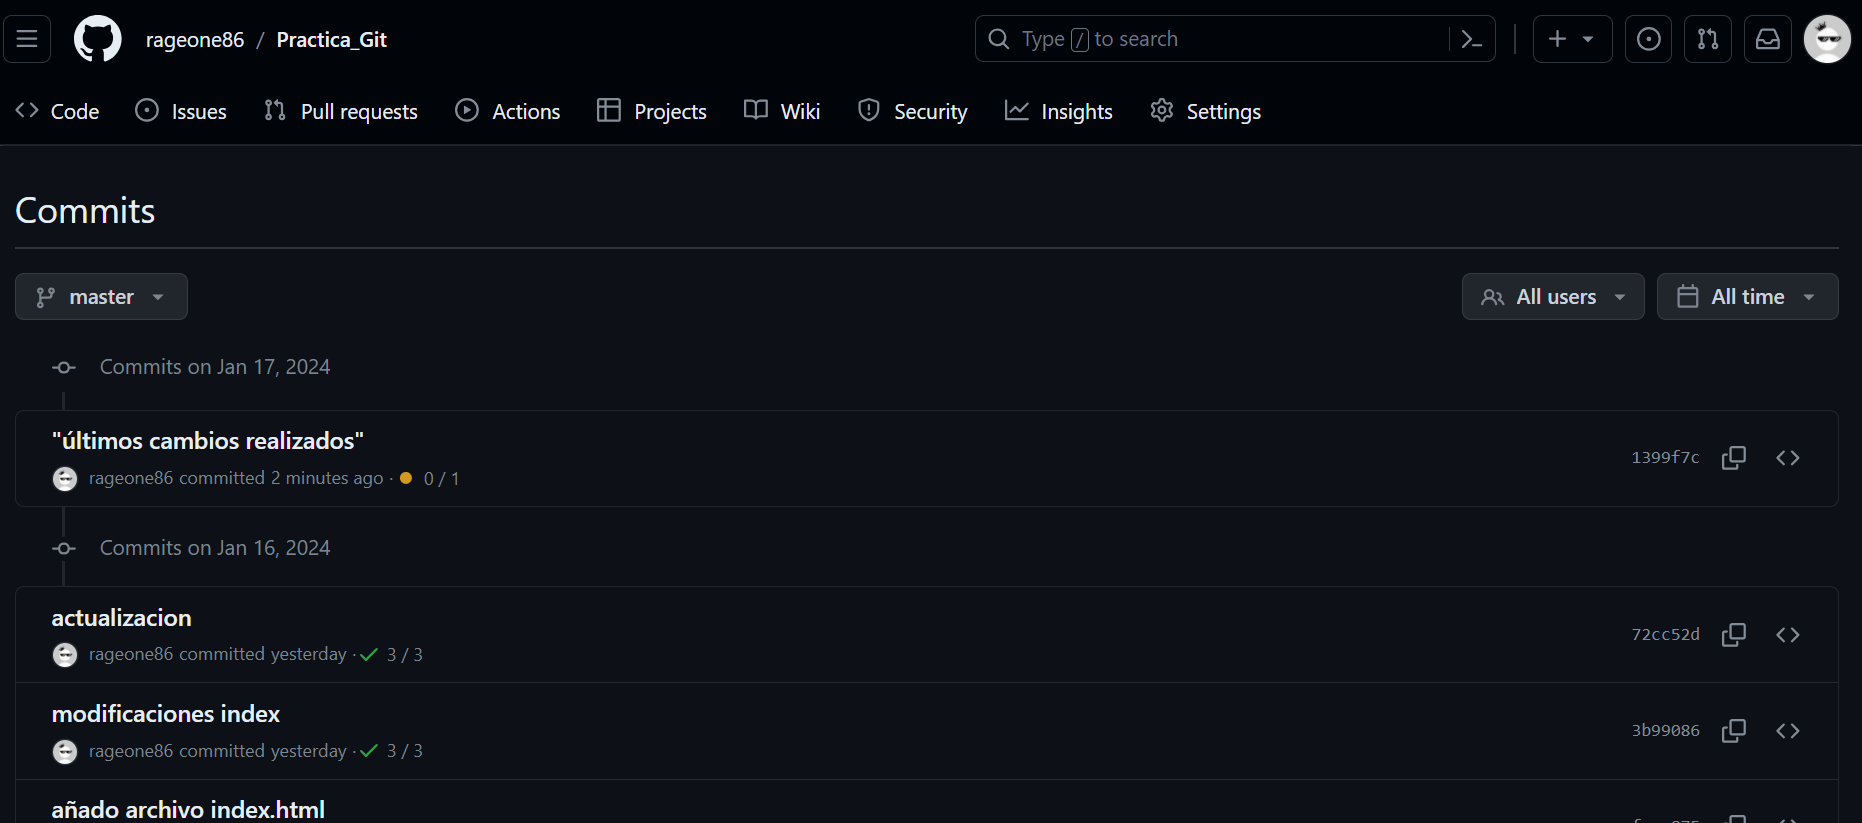 rageone86 / Practica_Git
Type / to search
Code Issues Pull requests Actions Projects Wiki Security Insights Settings
Commits
master
All users All time
Commits on Jan 17, 2024
"últimos cambios realizados"
1399f7c
rageone86 committed 2 minutes ago · 0 / 1
Commits on Jan 16, 2024
actualizacion
72cc52d
rageone86 committed yesterday · 3 / 3
modificaciones index
3b99086
rageone86 committed yesterday · 3 / 3
añado archivo index.html